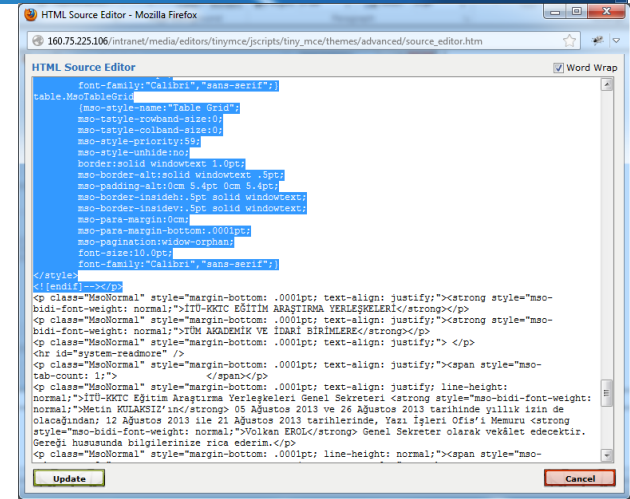 HTML Source Editor - Mozilla Firefox
160.75.225.106/intranet/media/editors/tinymce/jscripts/tiny_mce/themes/advanced/source_editor.htm
HTML Source Editor
Word Wrap
font-family:"Calibri","sans-serif";}
table.MsoTableGrid
{mso-style-name:"Table Grid";
mso-tstyle-rowband-size:0;
mso-tstyle-colband-size:0;
mso-style-priority:59;
mso-style-unhide:no;
border:solid windowtext 1.0pt;
mso-border-alt:solid windowtext .5pt;
mso-padding-alt:0cm 5.4pt 0cm 5.4pt;
mso-border-insideh:.5pt solid windowtext;
mso-border-insidev:.5pt solid windowtext;
mso-para-margin:0cm;
mso-para-margin-bottom:.0001pt;
mso-pagination:widow-orphan;
font-size:10.0pt;
font-family:"Calibri","sans-serif";}
</style>
<![endif]--></p>
<p class="MsoNormal" style="margin-bottom: .0001pt; text-align: justify;"><strong style="mso-
bidi-font-weight: normal;">İTÜ-KKTC EĞİTİM ARAŞTIRMA YERLEŞKELERİ</strong></p>
<p class="MsoNormal" style="margin-bottom: .0001pt; text-align: justify;"><strong style="mso-
bidi-font-weight: normal;">TÜM AKADEMİK VE İDARİ BİRİMLERE</strong></p>
<p class="MsoNormal" style="margin-bottom: .0001pt; text-align: justify;"> </p>
<hr id="system-readmore" />
<p class="MsoNormal" style="margin-bottom: .0001pt; text-align: justify;"><span style="mso-
tab-count: 1;"> </span></p>
<p class="MsoNormal" style="margin-bottom: .0001pt; text-align: justify; line-height:
normal;">İTÜ-KKTC Eğitim Araştırma Yerleşkeleri Genel Sekreteri <strong style="mso-bidi-font-weight:
normal;">Metin KULAKSIZ'ın</strong> 05 Ağustos 2013 ve 26 Ağustos 2013 tarihinde yıllık izin de
olacağından; 12 Ağustos 2013 ile 21 Ağustos 2013 tarihlerinde, Yazı İşleri Ofis'i Memuru <strong
style="mso-bidi-font-weight: normal;">Volkan EROL</strong> Genel Sekreter olarak vekâlet edecektir.
Gereği hususunda bilgilerinize rica ederim.</p>
<p class="MsoNormal" style="margin-bottom: .0001pt; line-height: normal;"><span style="mso-
Update
Cancel